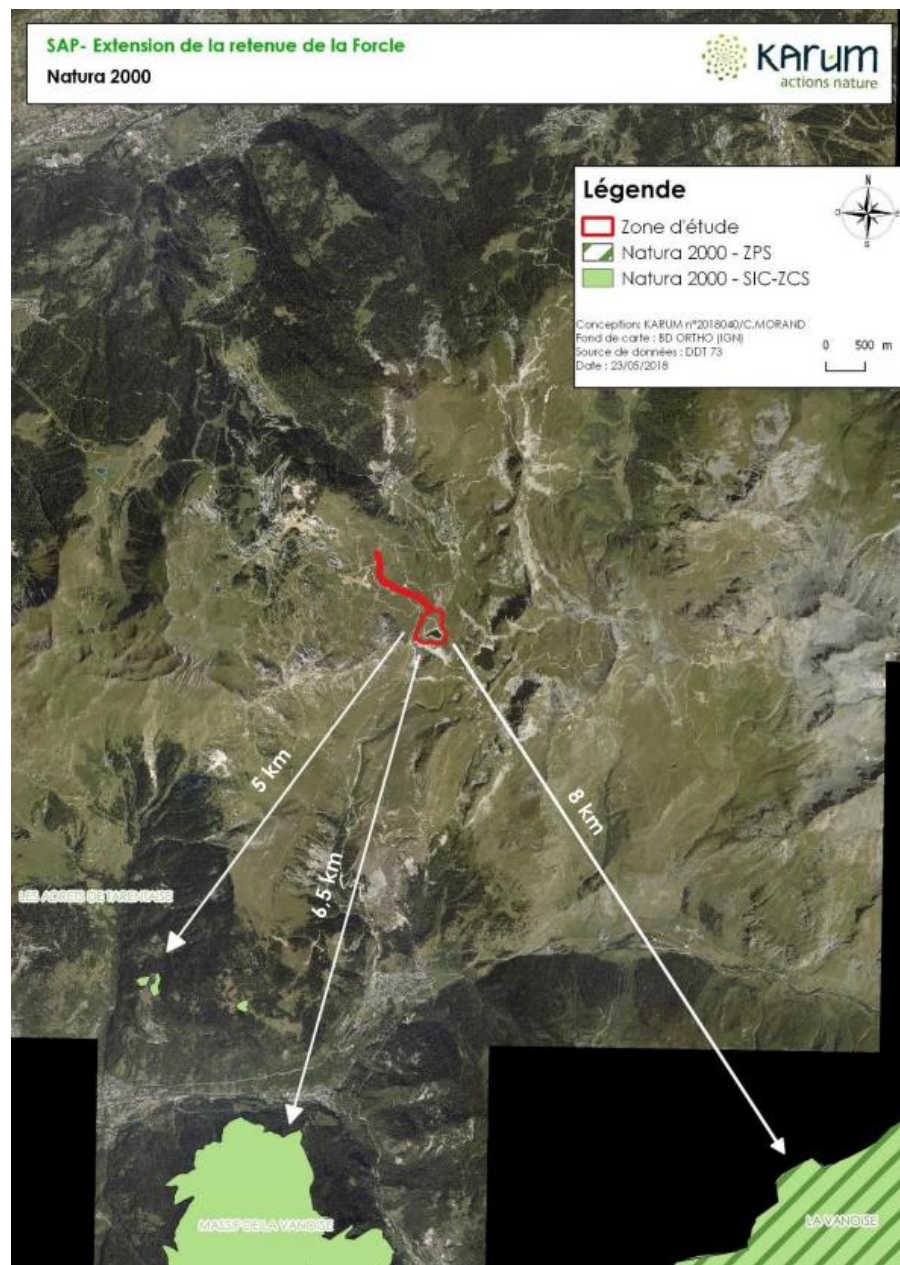 SAP- Extension de la retenue de la Forcle
Natura 2000
KARUM
actions nature
Légende
Zone d'étude
Natura 2000 - ZPS
Natura 2000 - SIC-ZCS
N
O
E
S
Conception: KARUM n°2018040/C.MORAND
Fond de carte : BD ORTHO (IGN)
Source de données : DDT 73
Date : 23/05/2018
0 500 m
5 km
8 km
6,5 km
LES ADRETS DE TARENTAISE
MASSIF DE LA VANOISE
LA VANOISE